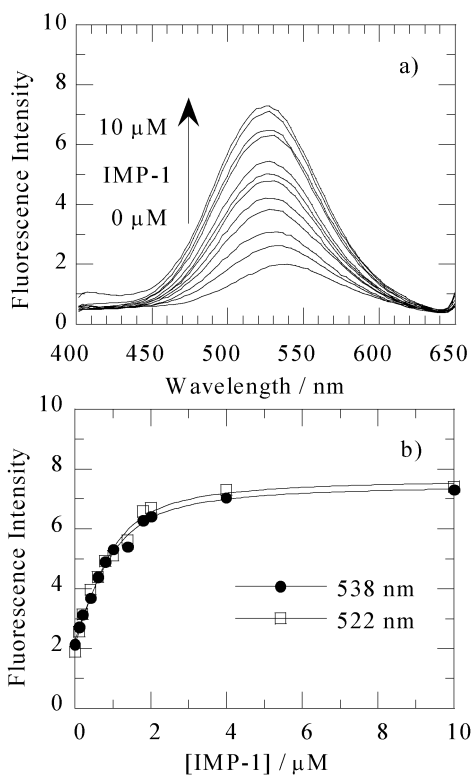 10
8
6
4
2
0
Fluorescence Intensity
a)
10 µM
IMP-1
0 µM
400 450 500 550 600 650
Wavelength / nm
10
8
6
4
2
0
Fluorescence Intensity
b)
538 nm
522 nm
0 2 4 6 8 10
[IMP-1] / µM